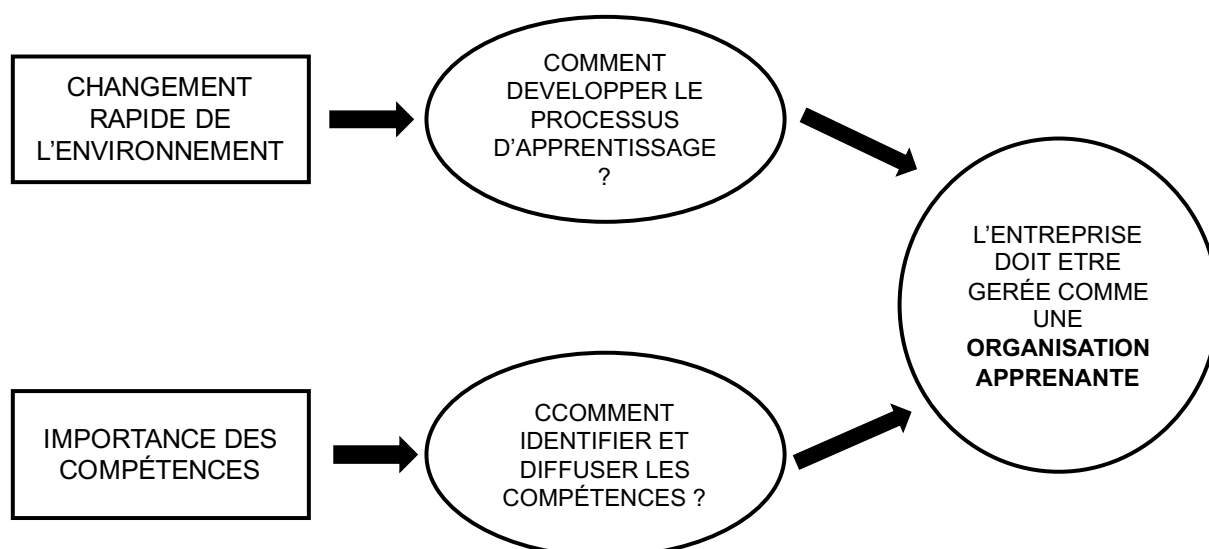 CHANGEMENT
RAPIDE DE
L'ENVIRONNEMENT
COMMENT
DEVELOPPER LE
PROCESSUS
D'APPRENTISSAGE
?
L'ENTREPRISE
DOIT ETRE
GERÉE COMME
UNE
ORGANISATION
APPRENANTE
IMPORTANCE DES
COMPÉTENCES
CCOMMENT
IDENTIFIER ET
DIFFUSER LES
COMPÉTENCES ?